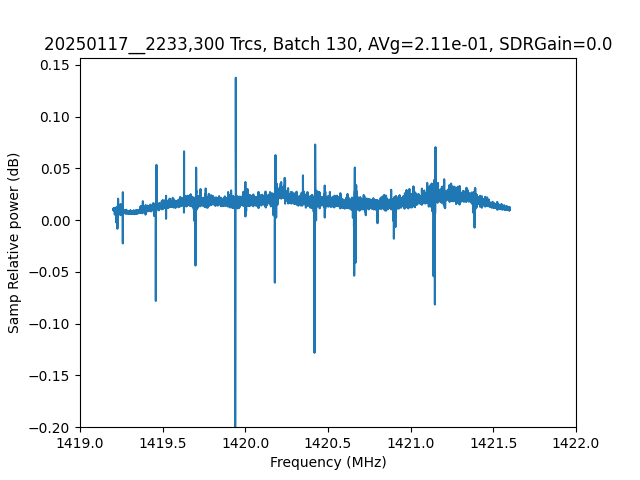 20250117__2233,300 Trcs, Batch 130, AVg=2.11e-01, SDRGain=0.0
0.15
0.10
0.05
0.00
−0.05
−0.10
−0.15
−0.20
Samp Relative power (dB)
1419.0 1419.5 1420.0 1420.5 1421.0 1421.5 1422.0
Frequency (MHz)